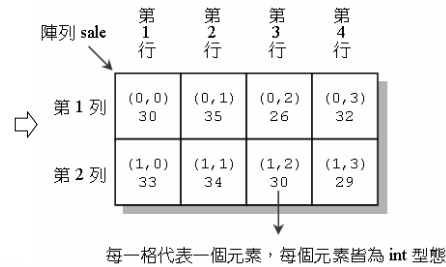 陣列 sale
第1行 第2行 第3行 第4行
第1列
(0,0) (0,1) (0,2) (0,3)
30 35 26 32
第2列
(1,0) (1,1) (1,2) (1,3)
33 34 30 29
每一格代表一個元素，每個元素皆為 int 型態